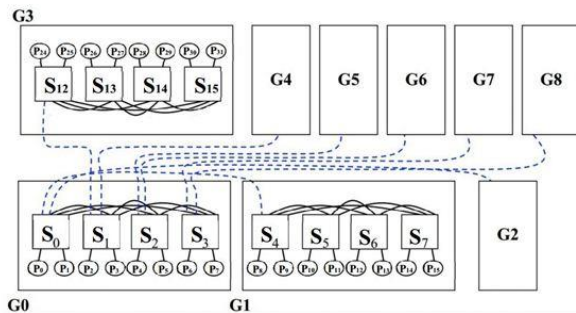 G3
P24 P25 P26 P27 P28 P29 P30 P31
S12 S13 S14 S15
G4 G5 G6 G7 G8
S0 S1 S2 S3
P0 P1 P2 P3 P4 P5 P6 P7
S4 S5 S6 S7
P8 P9 P10 P11 P12 P13 P14 P15
G2
G0
G1